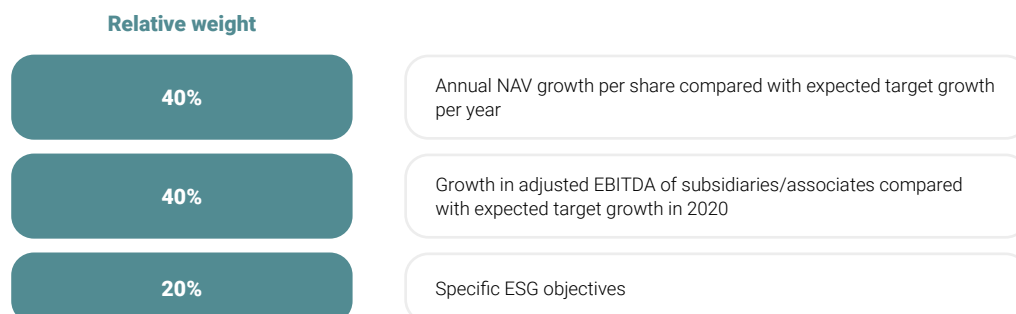 Relative weight
40%
Annual NAV growth per share compared with expected target growth
per year
40%
Growth in adjusted EBITDA of subsidiaries/associates compared
with expected target growth in 2020
20%
Specific ESG objectives